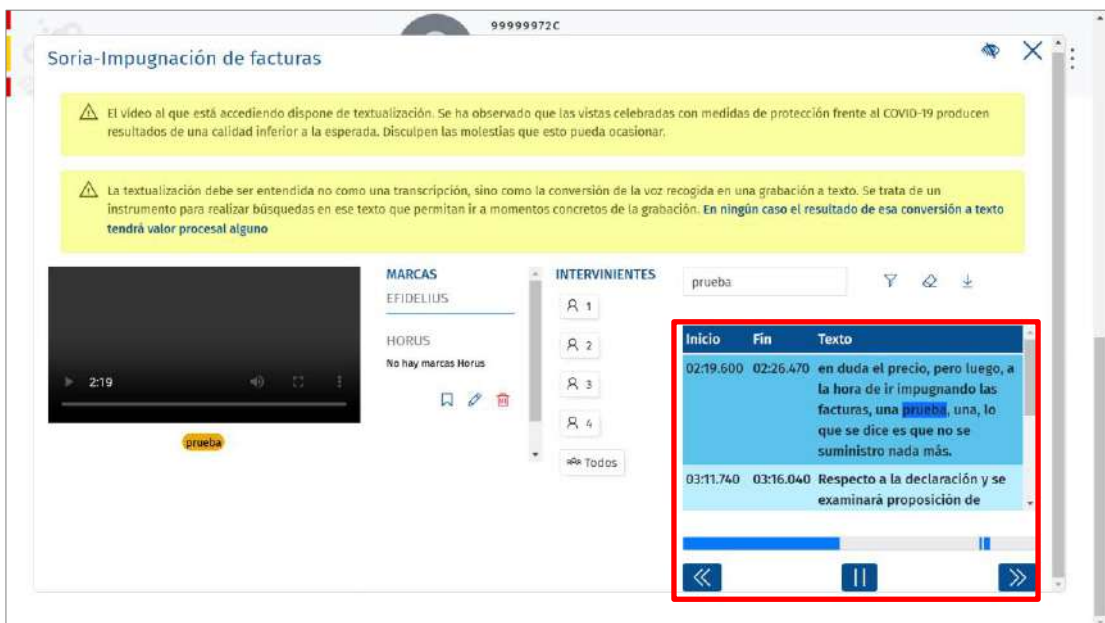 99999972C
Soria-Impugnación de facturas
El vídeo al que está accediendo dispone de textualización. Se ha observado que las vistas celebradas con medidas de protección frente al COVID-19 producen
resultados de una calidad inferior a la esperada. Disculpen las molestias que esto pueda ocasionar.
La textualización debe ser entendida no como una transcripción, sino como la conversión de la voz recogida en una grabación a texto. Se trata de un
instrumento para realizar búsquedas en ese texto que permitan ir a momentos concretos de la grabación. En ningún caso el resultado de esa conversión a texto
tendrá valor procesal alguno
2:19
prueba
MARCAS
EFIDELIUS
HORUS
No hay marcas Horus
INTERVINIENTES
1
2
3
4
Todos
prueba
Inicio Fin Texto
02:19.600 02:26.470 en duda el precio, pero luego, a
la hora de ir impugnando las
facturas, una prueba, una, lo
que se dice es que no se
suministro nada más.
03:11.740 03:16.040 Respecto a la declaración y se
examinará proposición de